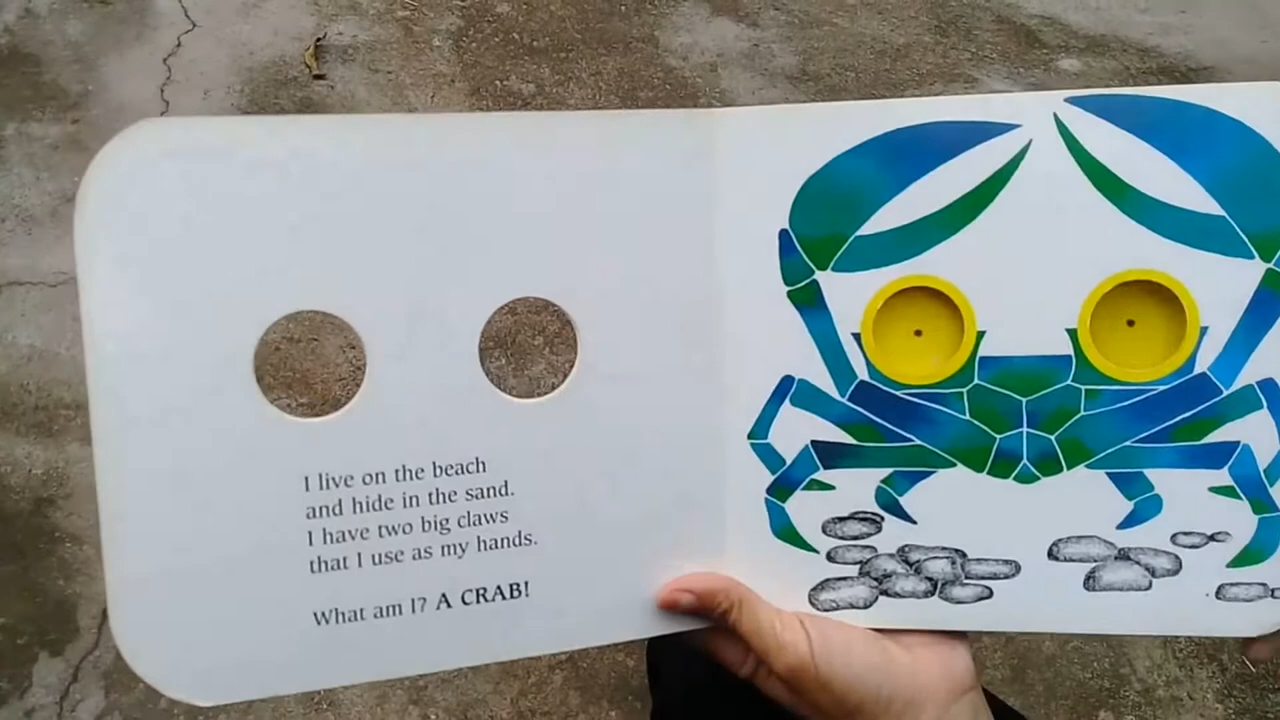 I live on the beach
and hide in the sand.
I have two big claws
that I use as my hands.
What am I? A CRAB!